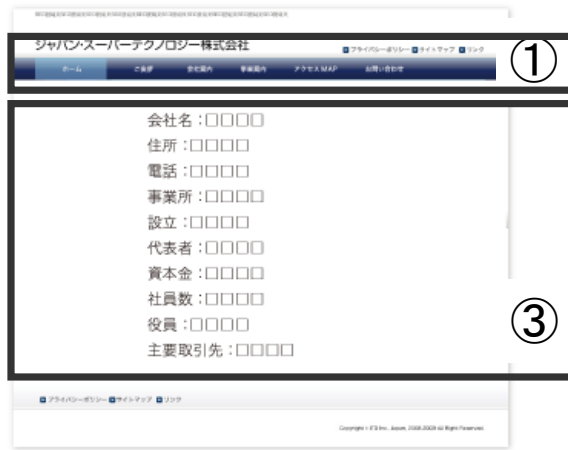 ジャパン・スーパーテクノロジー株式会社
プライバシーポリシー サイトマップ リンク
①
ホーム ご挨拶 会社案内 事業案内 アクセスMAP お問い合わせ
会社名：□□□□
住所：□□□□
電話：□□□□
事業所：□□□□
設立：□□□□
代表者：□□□□
資本金：□□□□
社員数：□□□□
役員：□□□□
③
主要取引先：□□□□
プライバシーポリシー サイトマップ リンク